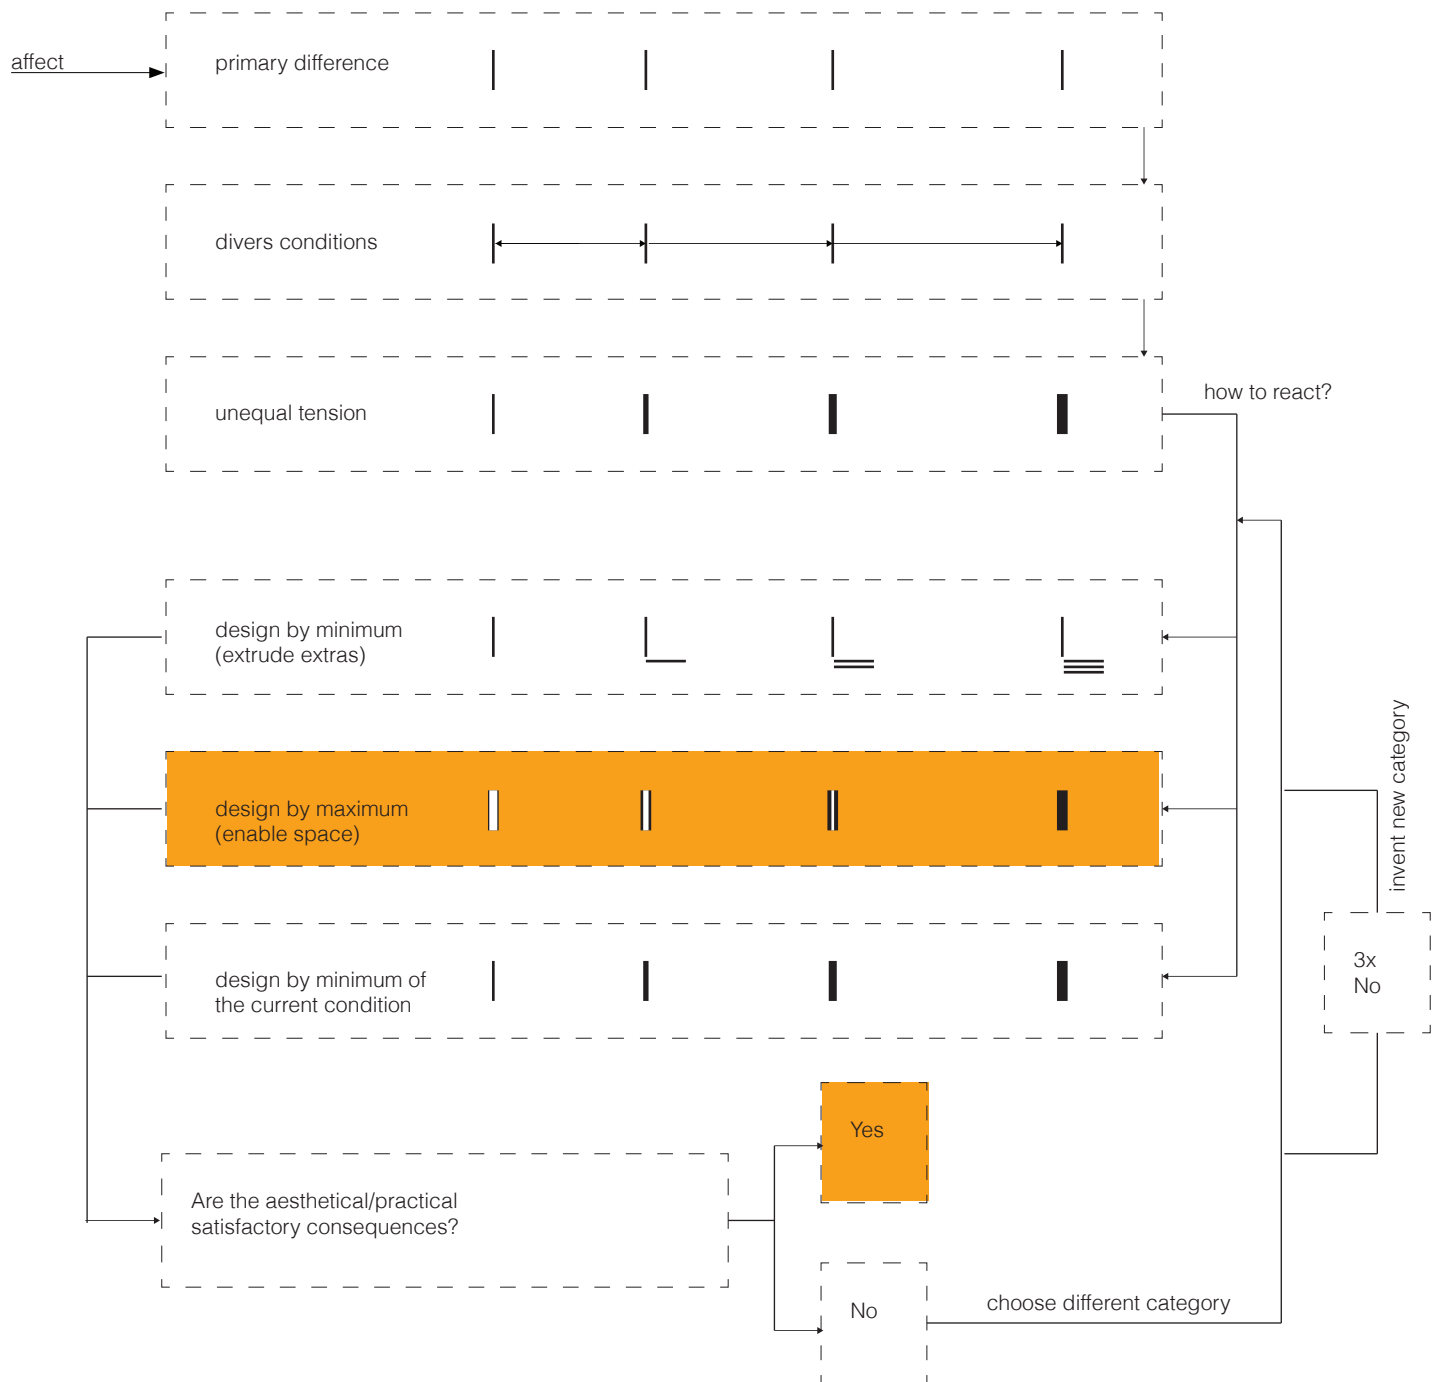 affect
primary difference
divers conditions
unequal tension
how to react?
design by minimum
(extrude extras)
design by maximum
(enable space)
design by minimum of
the current condition
invent new category
3x
No
Yes
Are the aesthetical/practical
satisfactory consequences?
No
choose different category